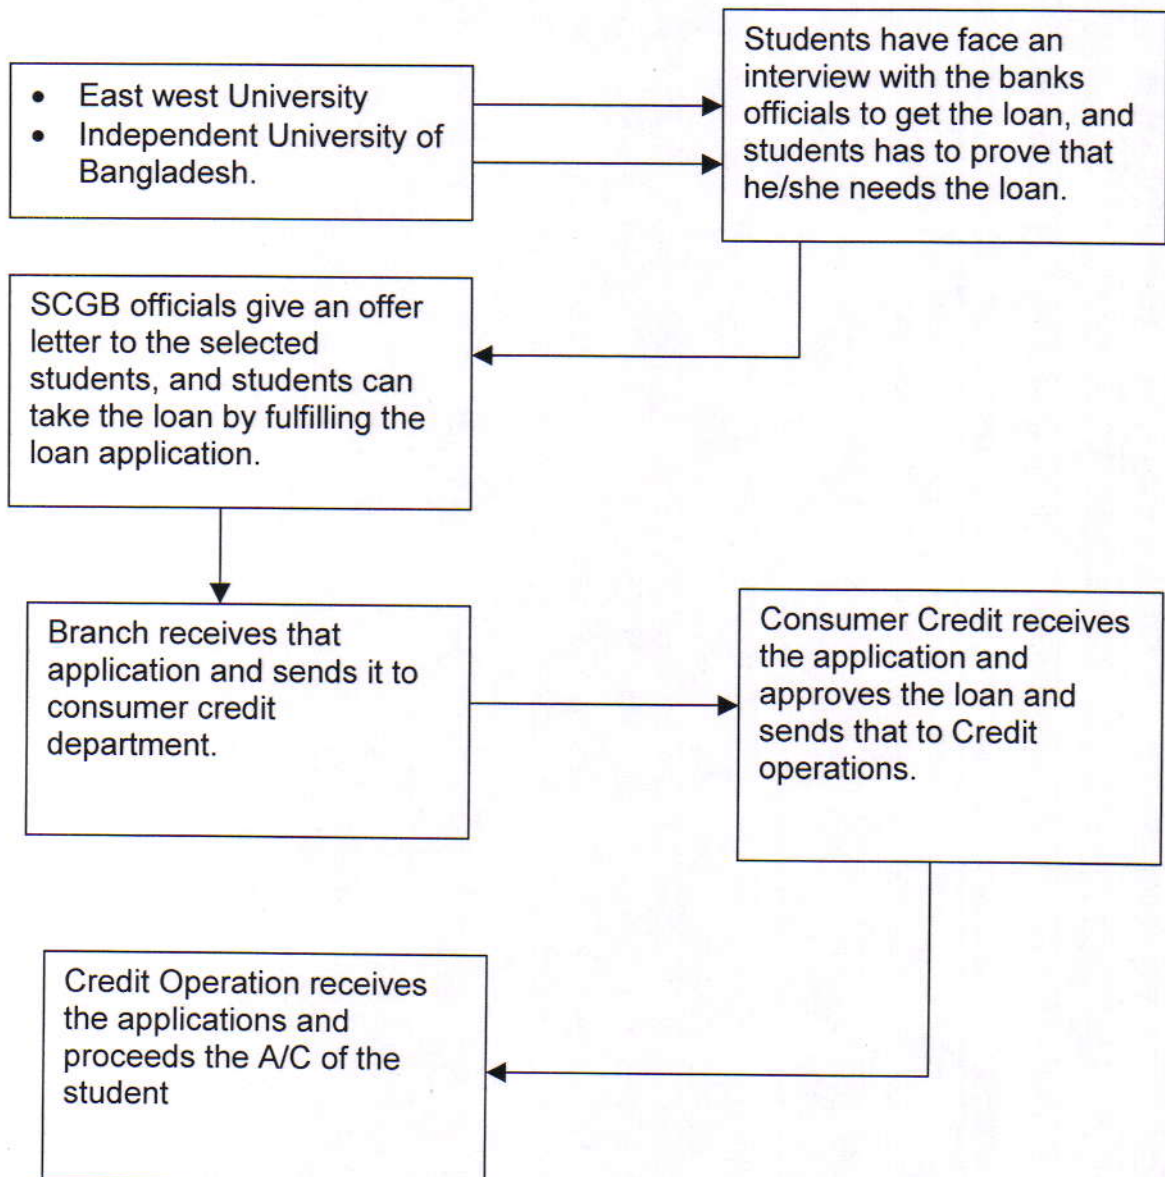 • East west University
• Independent University of
Bangladesh.
Students have face an
interview with the banks
officials to get the loan, and
students has to prove that
he/she needs the loan.
SCGB officials give an offer
letter to the selected
students, and students can
take the loan by fulfilling the
loan application.
Branch receives that
application and sends it to
consumer credit
department.
Consumer Credit receives
the application and
approves the loan and
sends that to Credit
operations.
Credit Operation receives
the applications and
proceeds the A/C of the
student